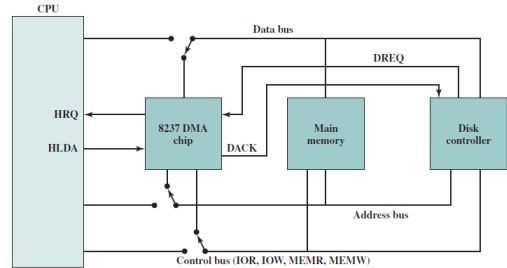 CPU
Data bus
DREQ
HRQ
8237 DMA
chip
Main
memory
Disk
controller
HLDA
DACK
Address bus
Control bus (IOR, IOW, MEMR, MEMW)